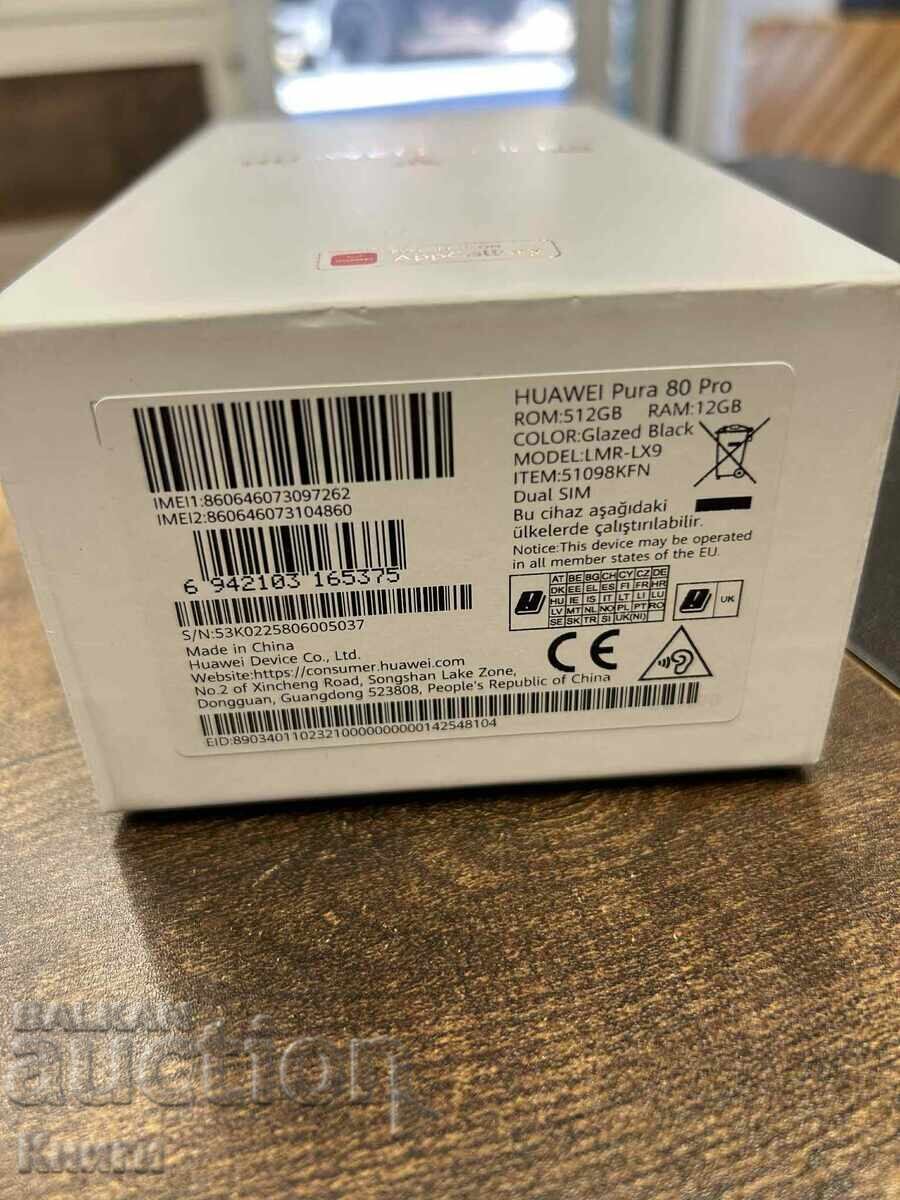 IMEI1:860646073097262
IMEI2:860646073104860
6 942103 165375
S/N:53K0225806005037
Made in China
Huawei Device Co., Ltd.
Website:https://consumer.huawei.com
No.2 of Xincheng Road, Songshan Lake Zone,
Dongguan, Guangdong 523808, People's Republic of China
EID:89034011023210000000000142548104
HUAWEI Pura 80 Pro
ROM:512GB RAM:12GB
COLOR:Glazed Black
MODEL:LMR-LX9
ITEM:51098KFN
Dual SIM
Bu cihaz aşağıdaki
ülkelerde çalıştırılabilir.
Notice:This device may be operated
in all member states of the EU.
AT BE BG CH CY CZ DE
DK EE EL ES FI FR HR
HU IE IS IT LT LI LU
LV MT NL NO PL PT RO
SE SK TR SI UK(NI)
UK
CE
BALKAN
auction
Книги